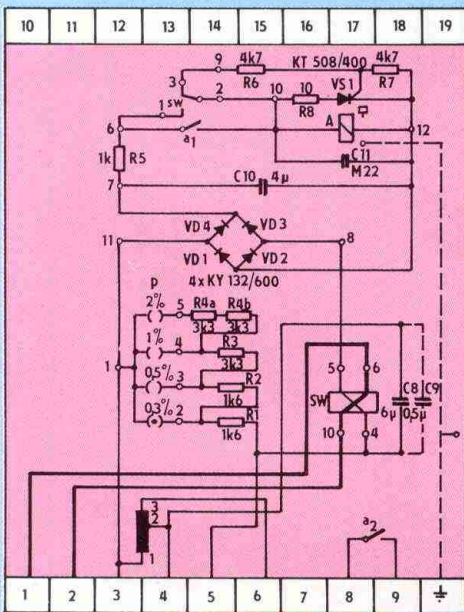 10 11 12 13 14 15 16 17 18 19
9 4k7 KT 508/400 4k7
R6 VS1 R7
3 10 10
1 sw 2 R8
6 a1 A 12
1k R5 C11
M22
7 C10 4μ
VD4 VD3
11 8
VD1 VD2
4xKY 132/600
P
2% 5 R4a R4b
3k3 3k3
1% 4 R3
1 3k3 5 6
0,5% 3 R2 C8 C9
1k6 SW 6μ 0,5μ
0,3% 2 R1
1k6 10 4
3
2
1 a2
1 2 3 4 5 6 7 8 9